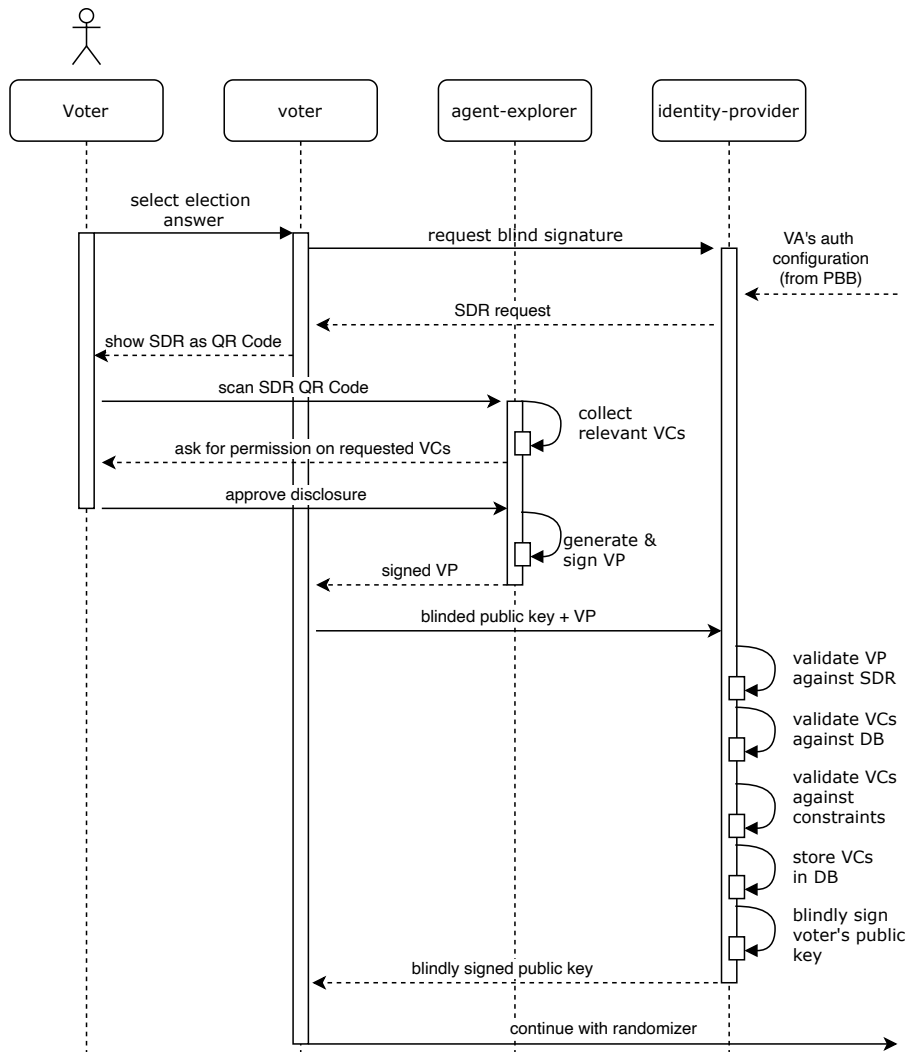 Voter
voter
agent-explorer
identity-provider
select election
answer
request blind signature
VA's auth
configuration
(from PBB)
SDR request
show SDR as QR Code
scan SDR QR Code
collect
relevant VCs
ask for permission on requested VCs
approve disclosure
generate &
sign VP
signed VP
blinded public key + VP
validate VP
against SDR
validate VCs
against DB
validate VCs
against
constraints
store VCs
in DB
blindly sign
voter's public
key
blindly signed public key
continue with randomizer